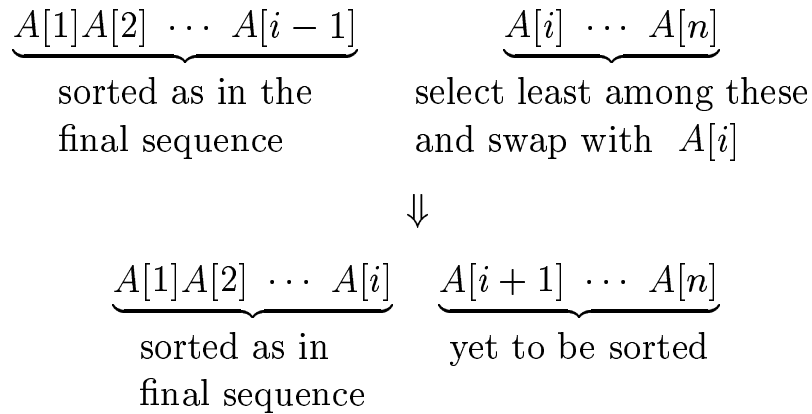 A[1]A[2] ⋯ A[i − 1] A[i] ⋯ A[n]
sorted as in the select least among these
final sequence and swap with A[i]
⇓
A[1]A[2] ⋯ A[i] A[i + 1] ⋯ A[n]
sorted as in yet to be sorted
final sequence